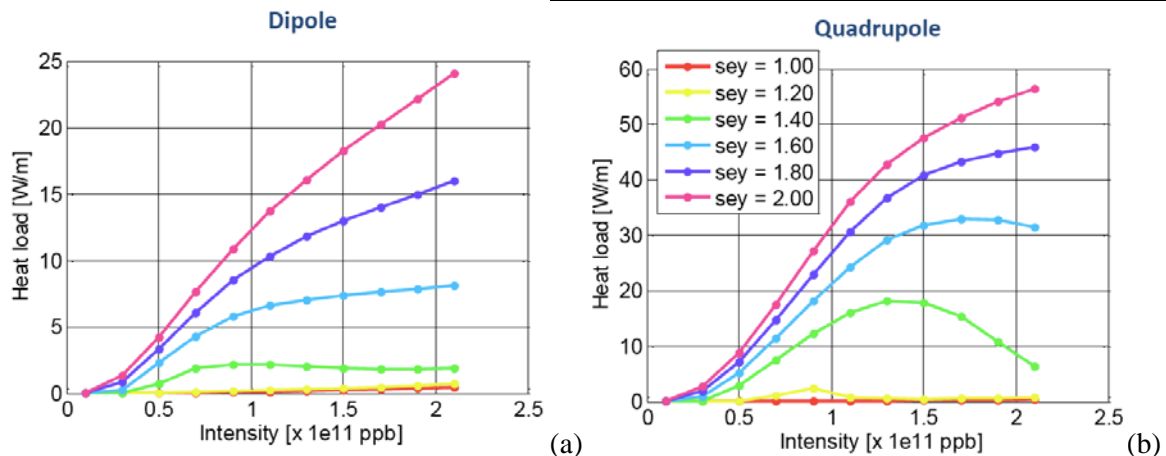 Dipole
Heat load [W/m]
25
20
15
10
5
0
0 0.5 1 1.5 2 2.5
Intensity [x 1e11 ppb]
(a)
Quadrupole
sey = 1.00
sey = 1.20
sey = 1.40
sey = 1.60
sey = 1.80
sey = 2.00
Heat load [W/m]
60
50
40
30
20
10
0
0 0.5 1 1.5 2 2.5
Intensity [x 1e11 ppb]
(b)